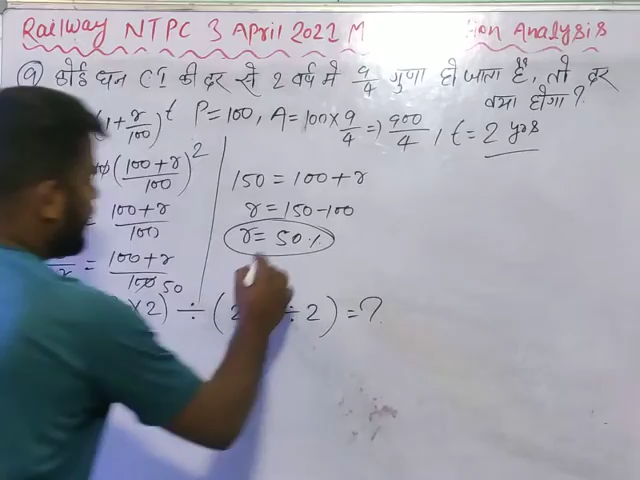 Railway NTPC 3 April 2022 M ion Analysis
9 कोई धन CI की दर से 2 वर्ष में 9/4 गुणा हो जाता है, तो दर
क्या होगा?
1+r/100)^t P=100, A=100×9/4 => 900/4, t=2 yrs
(100+r/100)^2
150=100+r
= 100+r/100
r=150-100
= 100+r/100 50
r=50%
×2) ÷ (2 ÷2) =?